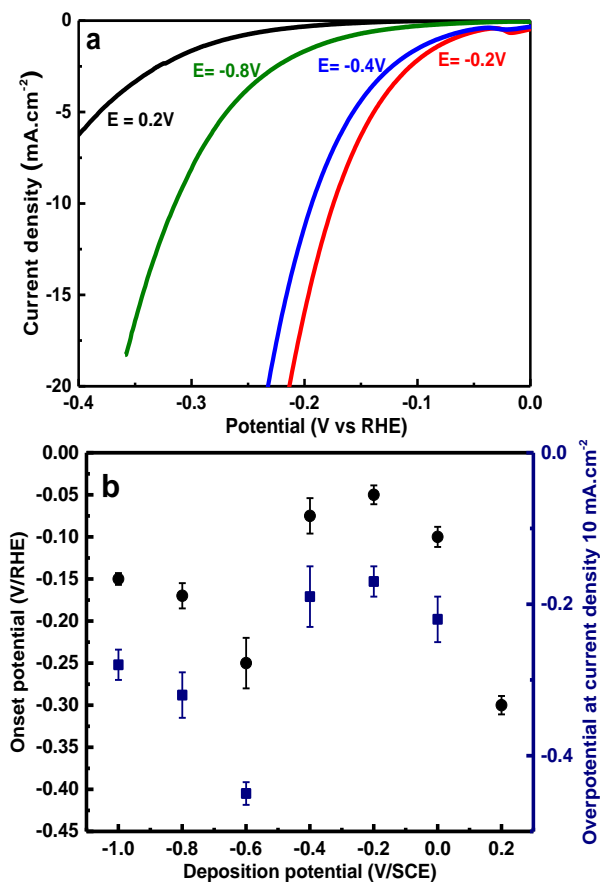 a
0
-5
-10
-15
-20
E = 0.2V
E= -0.8V
E= -0.4V
E= -0.2V
Current density (mA.cm-2)
-0.4 -0.3 -0.2 -0.1 0.0
Potential (V vs RHE)
b
0.00
-0.05
-0.10
-0.15
-0.20
-0.25
-0.30
-0.35
-0.40
-0.45
Onset potential (V/RHE)
0.0
-0.2
-0.4
Overpotential at current density 10 mA.cm-2
-1.0 -0.8 -0.6 -0.4 -0.2 0.0 0.2
Deposition potential (V/SCE)